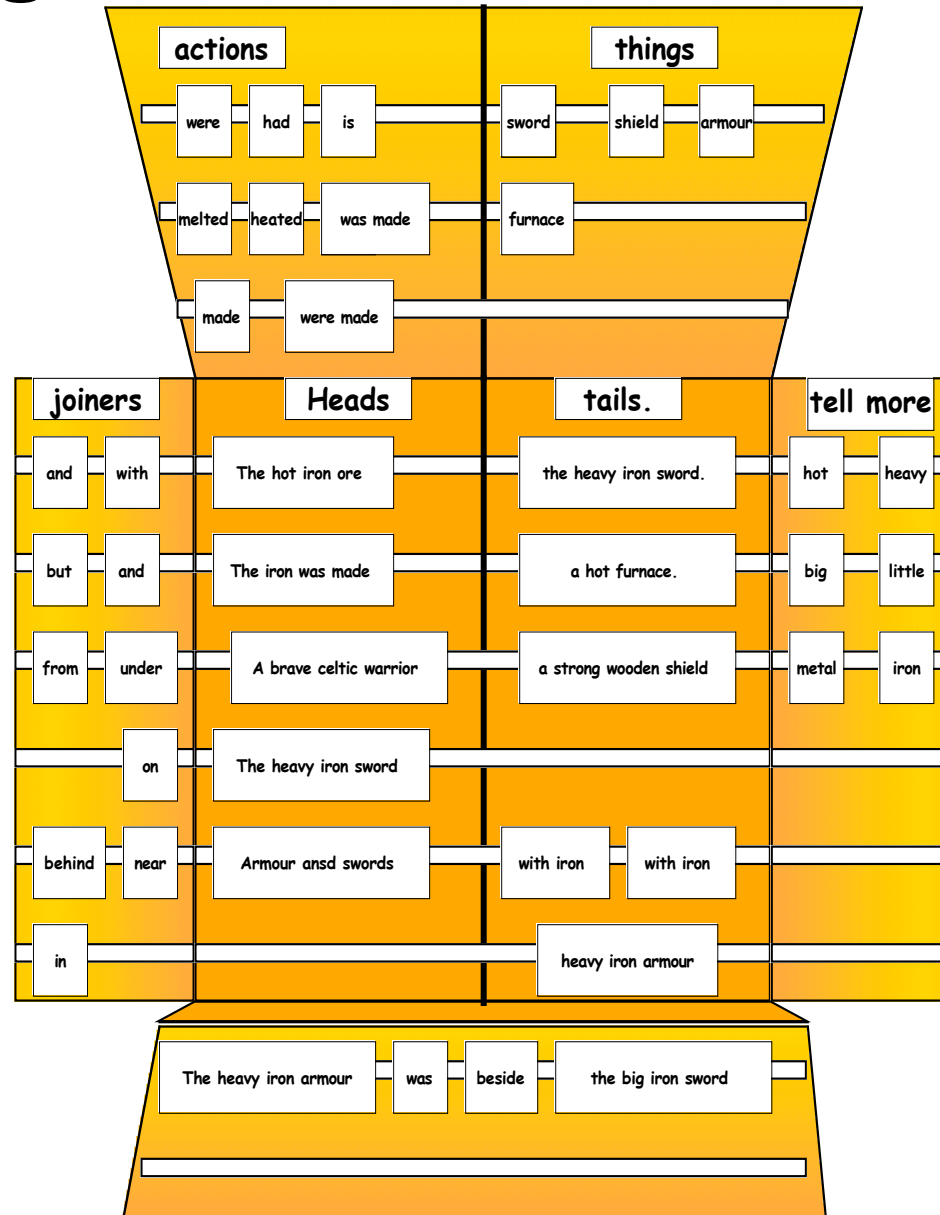 actions things
were had is sword shield armour
melted heated was made furnace
made were made
joiners Heads tails. tell more
and with The hot iron ore the heavy iron sword. hot heavy
but and The iron was made a hot furnace. big little
from under A brave celtic warrior a strong wooden shield metal iron
on The heavy iron sword
behind near Armour ansd swords with iron with iron
in heavy iron armour
The heavy iron armour was beside the big iron sword